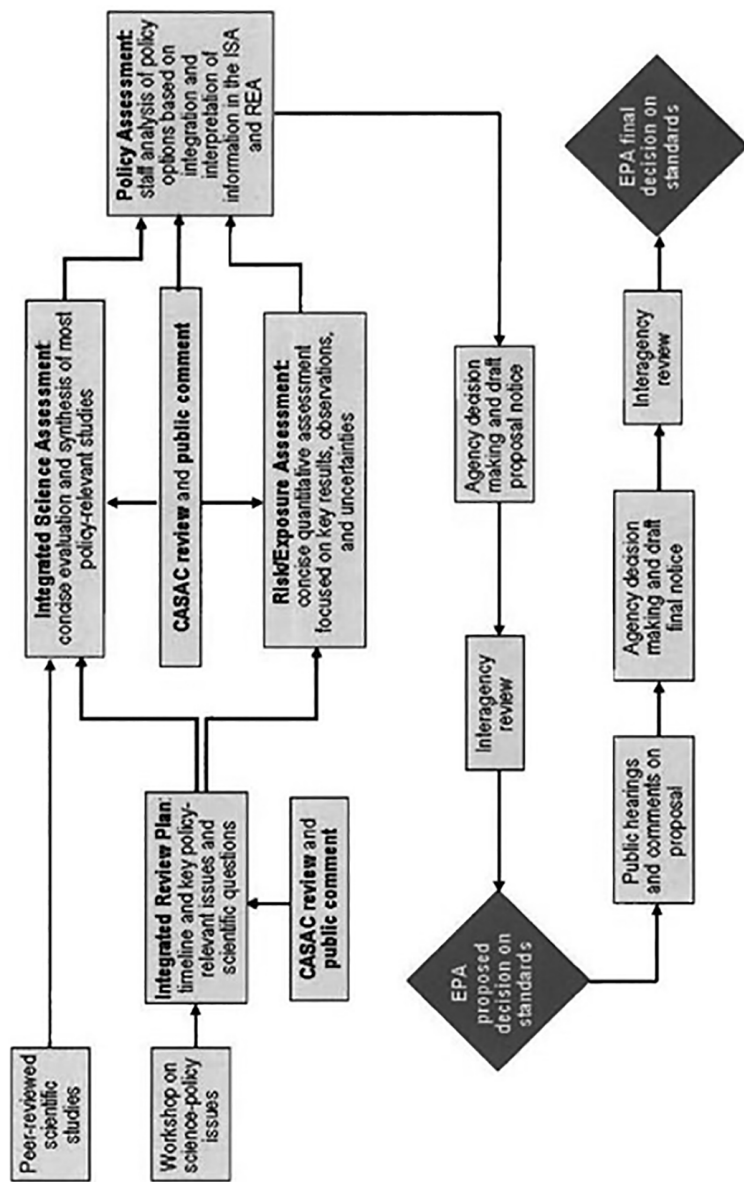 Peer-reviewed
scientific
studies
Workshop on
science-policy
issues
Integrated Review Plan:
timeline and key policy-
relevant issues and
scientific questions
CASAC review and
public comment
Integrated Science Assessment:
concise evaluation and synthesis of most
policy-relevant studies
CASAC review and public comment
Risk/Exposure Assessment:
concise quantitative assessment
focused on key results, observations,
and uncertainties
Policy Assessment:
staff analysis of policy
options based on
integration and
interpretation of
information in the ISA
and REA
Agency decision
making and draft
proposal notice
Interagency
review
EPA
proposed
decision on
standards
Public hearings
and comments on
proposal
Agency decision
making and draft
final notice
Interagency
review
EPA final
decision on
standards